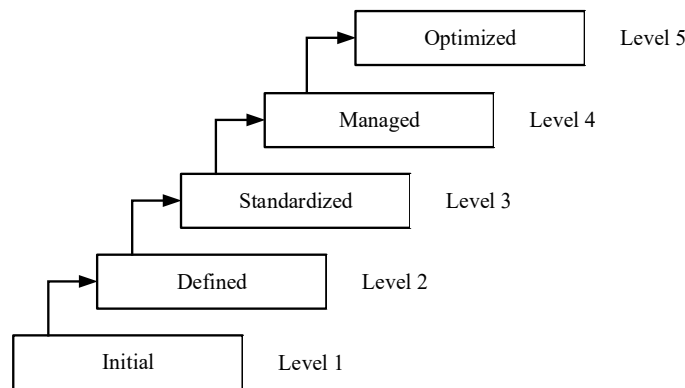 Optimized Level 5
Managed Level 4
Standardized Level 3
Defined Level 2
Initial Level 1